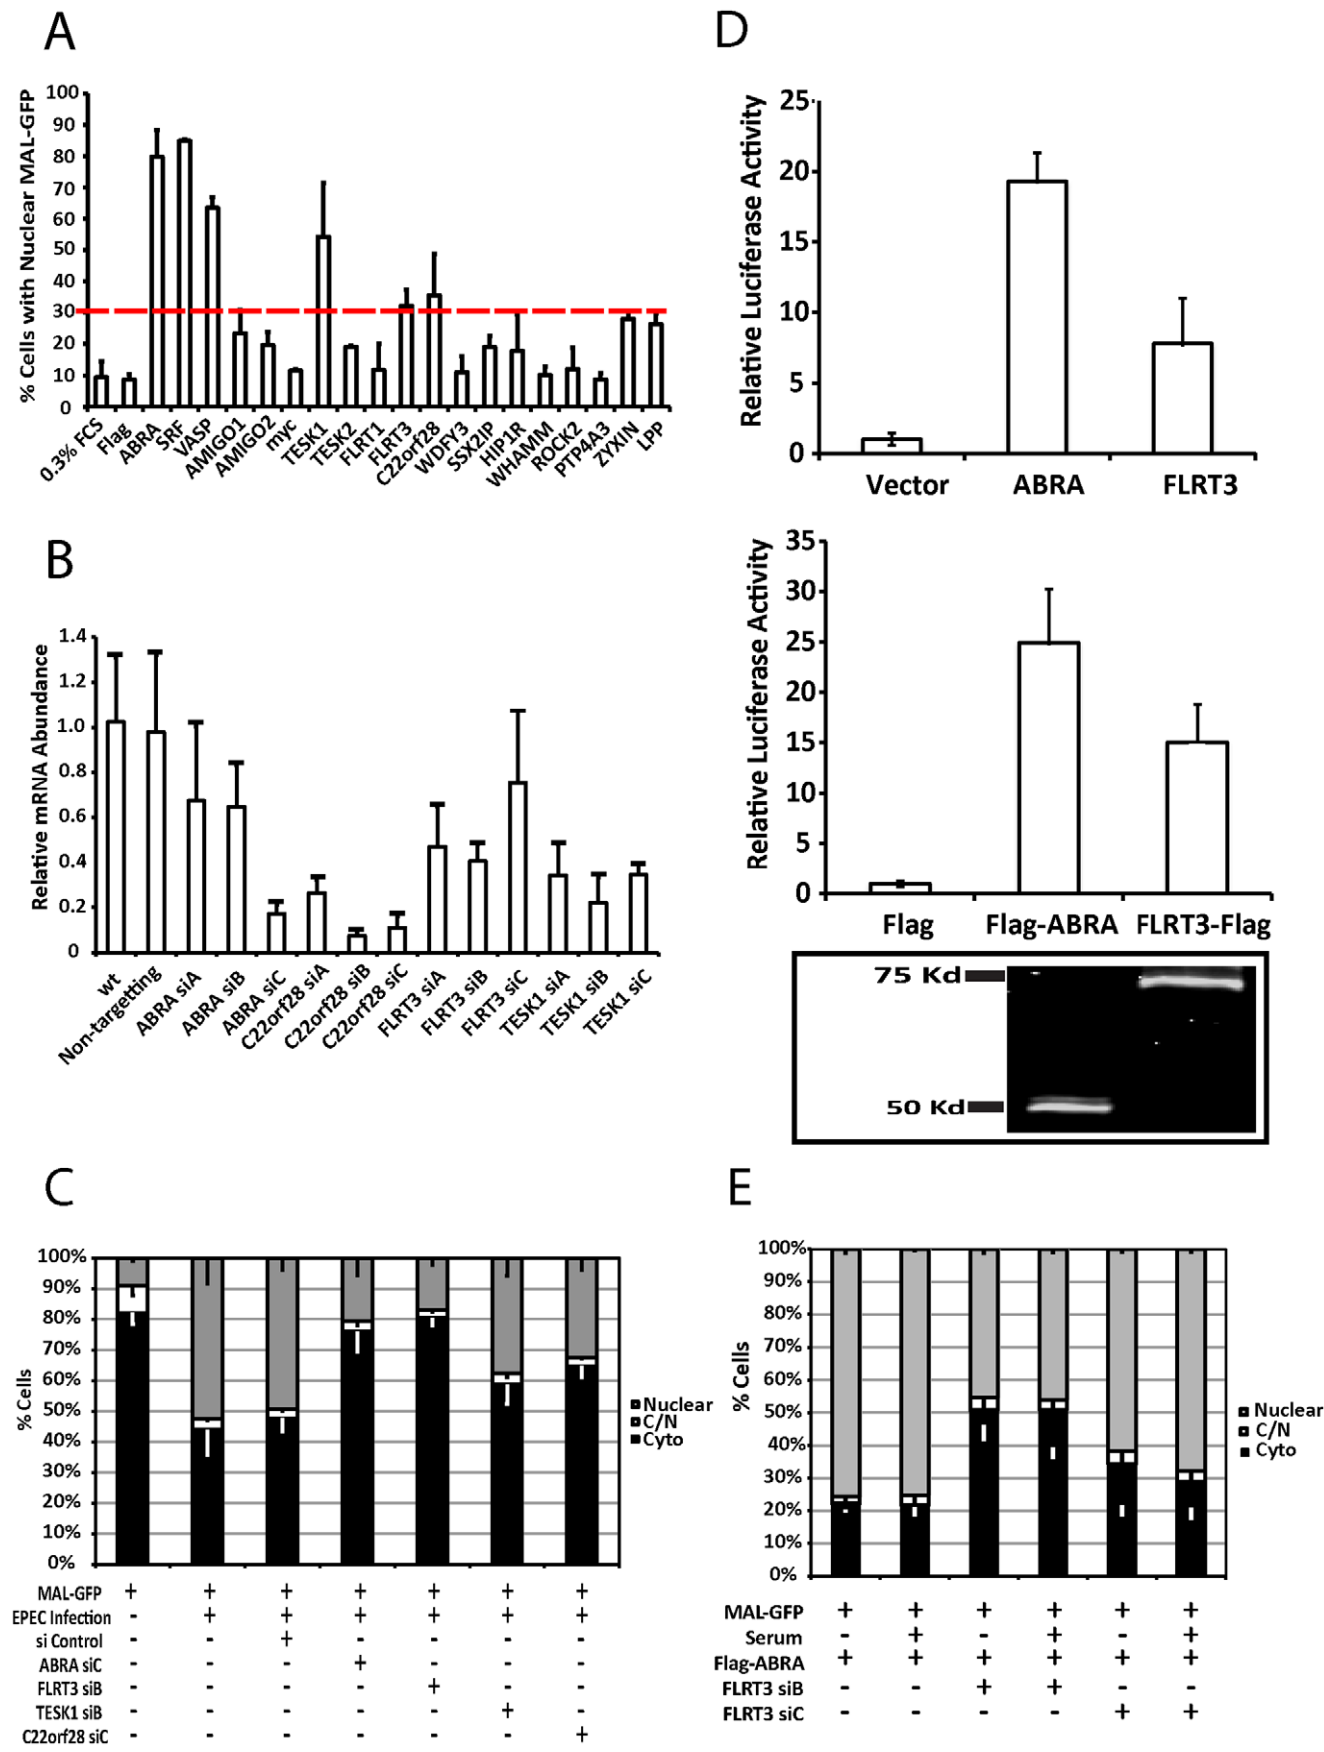 A
% Cells with Nuclear MAL-GFP
100
90
80
70
60
50
40
30
20
10
0
0.3% FCS
Flag
ABRA
SRF
VASP
AMIGO1
AMIGO2
myc
TESK1
TESK2
FLRT1
FLRT3
C22orf28
WDFY3
SSX2IP
HIP1R
WHAMM
ROCK2
PTP4A3
ZYXIN
LPP
B
Relative mRNA Abundance
1.4
1.2
1.0
0.8
0.6
0.4
0.2
0
wt
Non-targetting
ABRA siA
ABRA siB
ABRA siC
C22orf28 siA
C22orf28 siB
C22orf28 siC
FLRT3 siA
FLRT3 siB
FLRT3 siC
TESK1 siA
TESK1 siB
TESK1 siC
C
% Cells
100%
90%
80%
70%
60%
50%
40%
30%
20%
10%
0%
Nuclear
C/N
Cyto
MAL-GFP + + + + + + +
EPEC Infection - + + + + + +
si Control - - + - - - -
ABRA siC - - - + - - -
FLRT3 siB - - - - + - -
TESK1 siB - - - - - + -
C22orf28 siC - - - - - - +
D
Relative Luciferase Activity
25
20
15
10
5
0
Vector ABRA FLRT3
Relative Luciferase Activity
35
30
25
20
15
10
5
0
Flag Flag-ABRA FLRT3-Flag
75 Kd
50 Kd
E
% Cells
100%
90%
80%
70%
60%
50%
40%
30%
20%
10%
0%
Nuclear
C/N
Cyto
MAL-GFP + + + + + +
Serum - + - + - +
Flag-ABRA + + + + + +
FLRT3 siB - - + + - -
FLRT3 siC - - - - + +